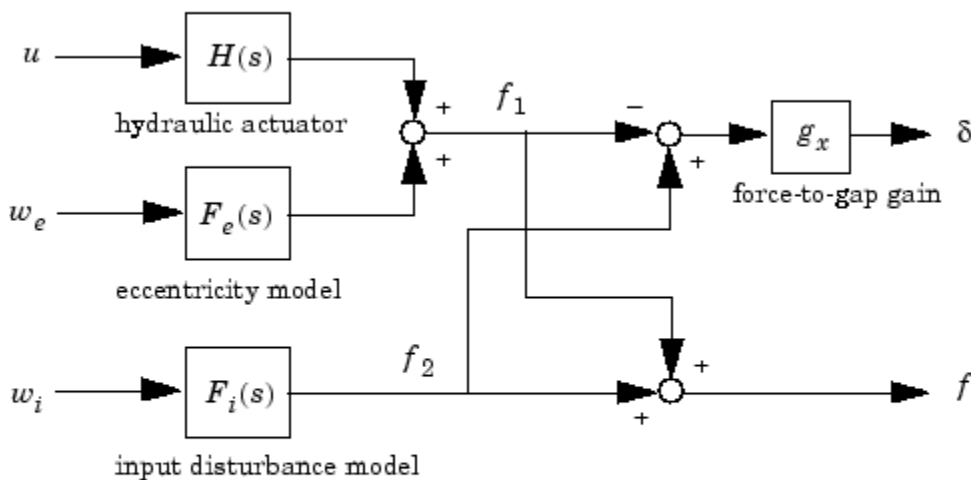 u
H(s)
hydraulic actuator
+
+
f₁
−
+
gₓ
δ
force-to-gap gain
wₑ
Fₑ(s)
eccentricity model
wᵢ
Fᵢ(s)
input disturbance model
f₂
+
+
f